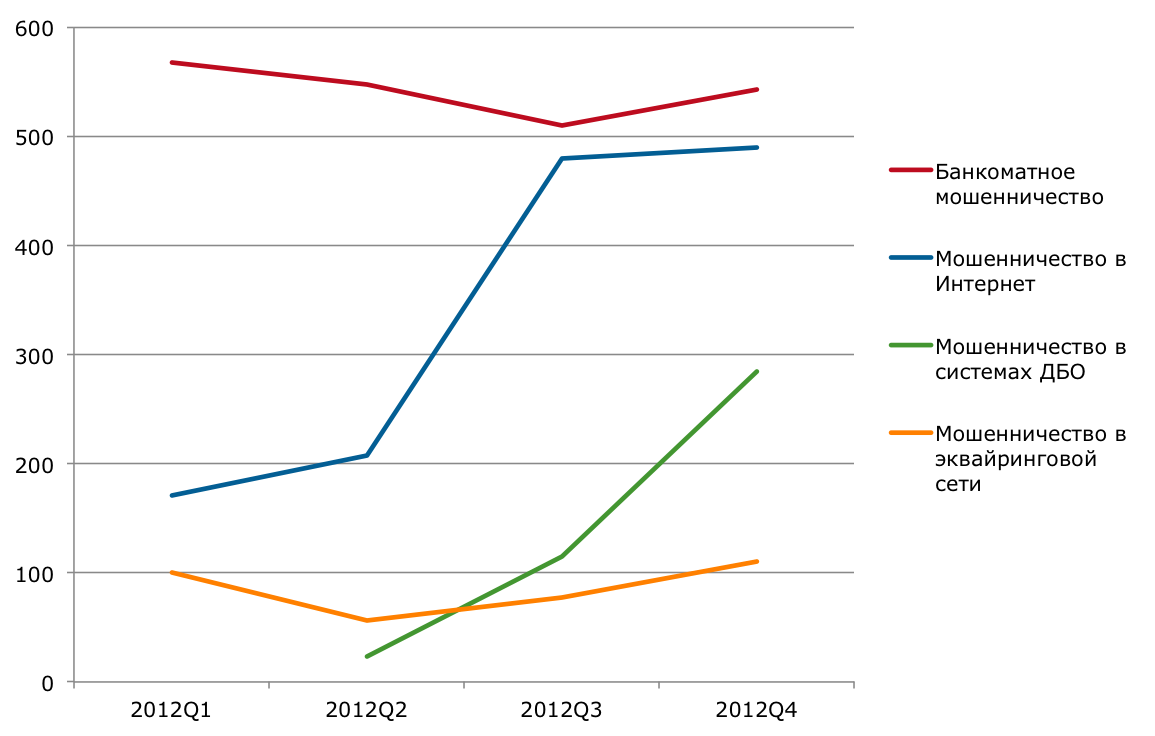 600
500
400
300
200
100
0
2012Q1 2012Q2 2012Q3 2012Q4
Банкоматное
мошенничество
Мошенничество в
Интернет
Мошенничество в
системах ДБО
Мошенничество в
эквайринговой
сети